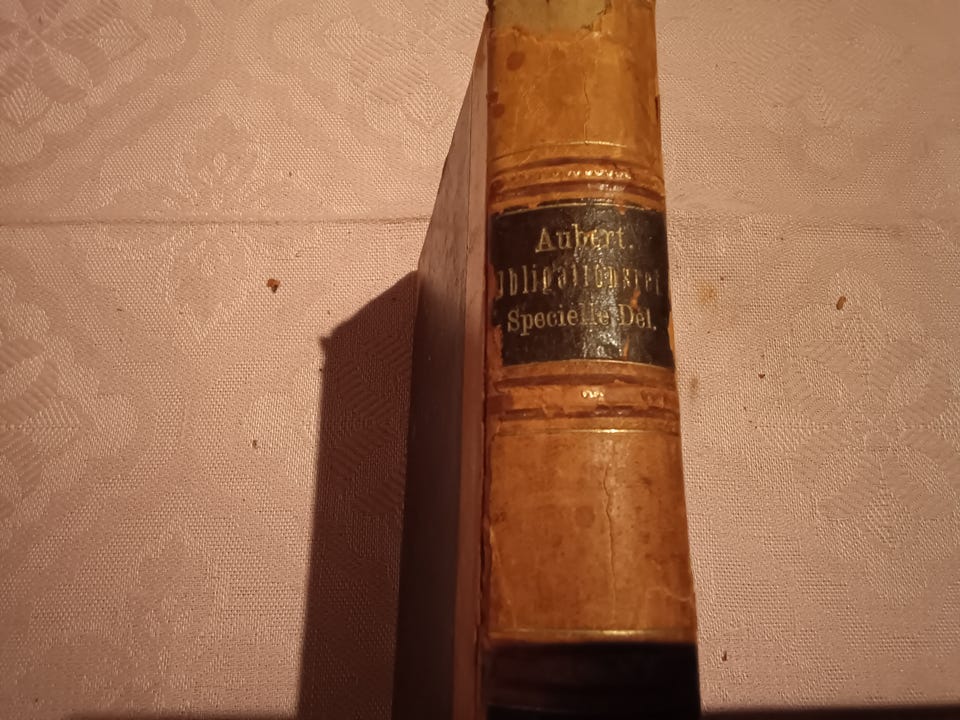 Aubert.
Obligationsret
Specielle Del.